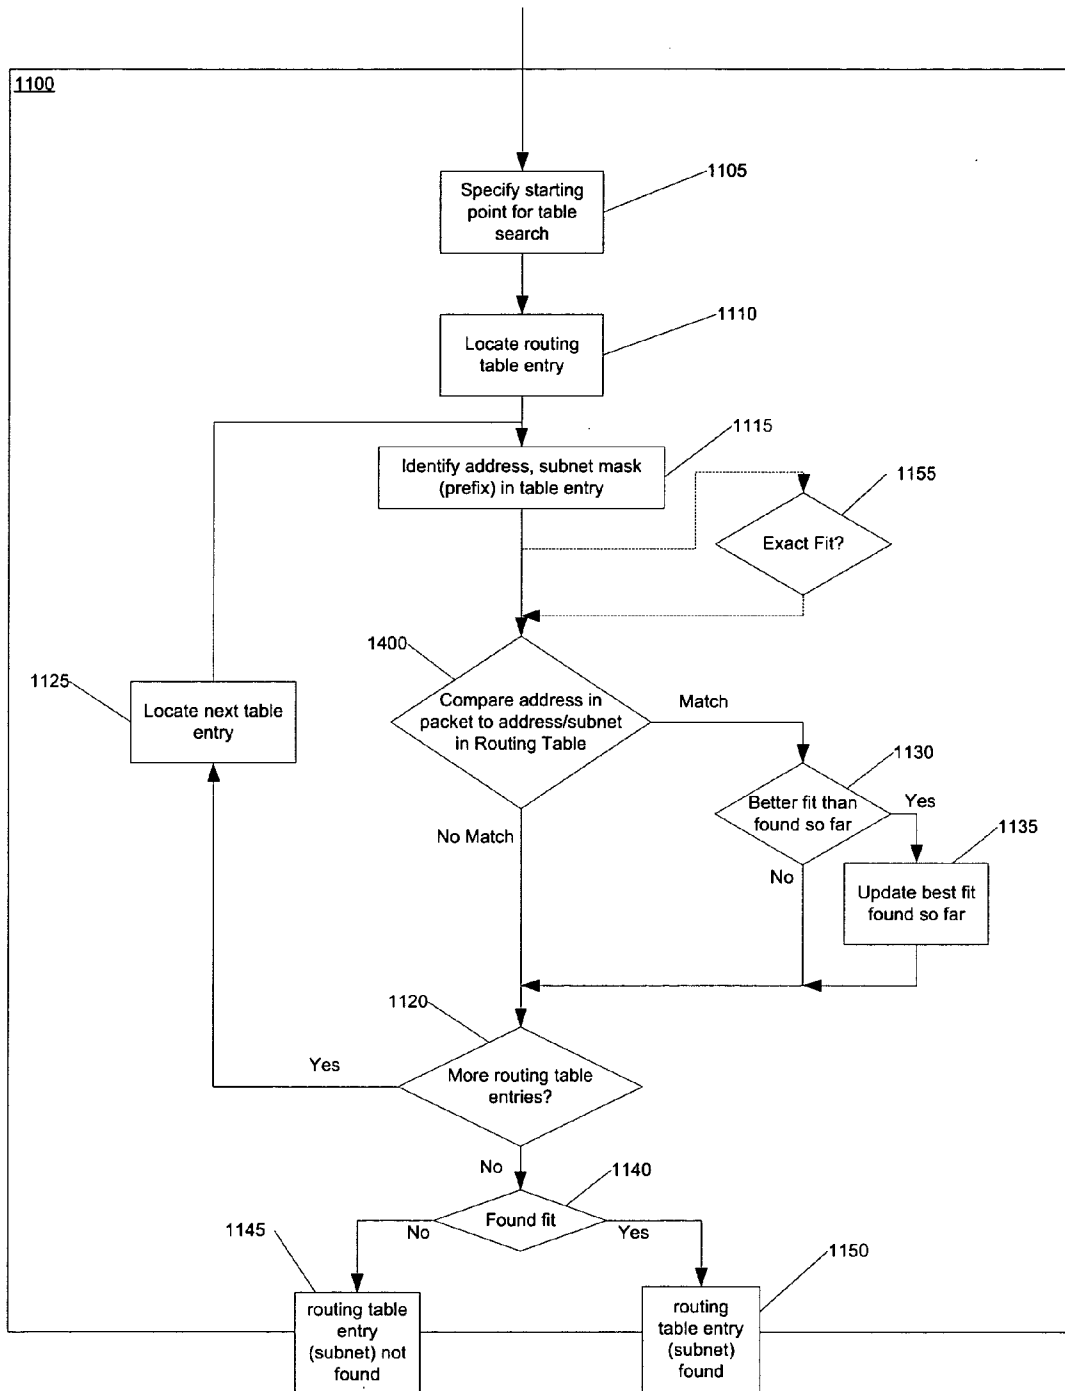 1100
1105
Specify starting
point for table
search
1110
Locate routing
table entry
1115
Identify address, subnet mask
(prefix) in table entry
1155
Exact Fit?
1400
Compare address in
packet to address/subnet
in Routing Table
Match
1125
Locate next table
entry
1130
Better fit than
found so far
Yes
No Match
1135
No
Update best fit
found so far
1120
Yes
More routing table
entries?
No
1140
Found fit
No
Yes
1145
1150
routing table
entry
(subnet) not
found
routing
table entry
(subnet)
found